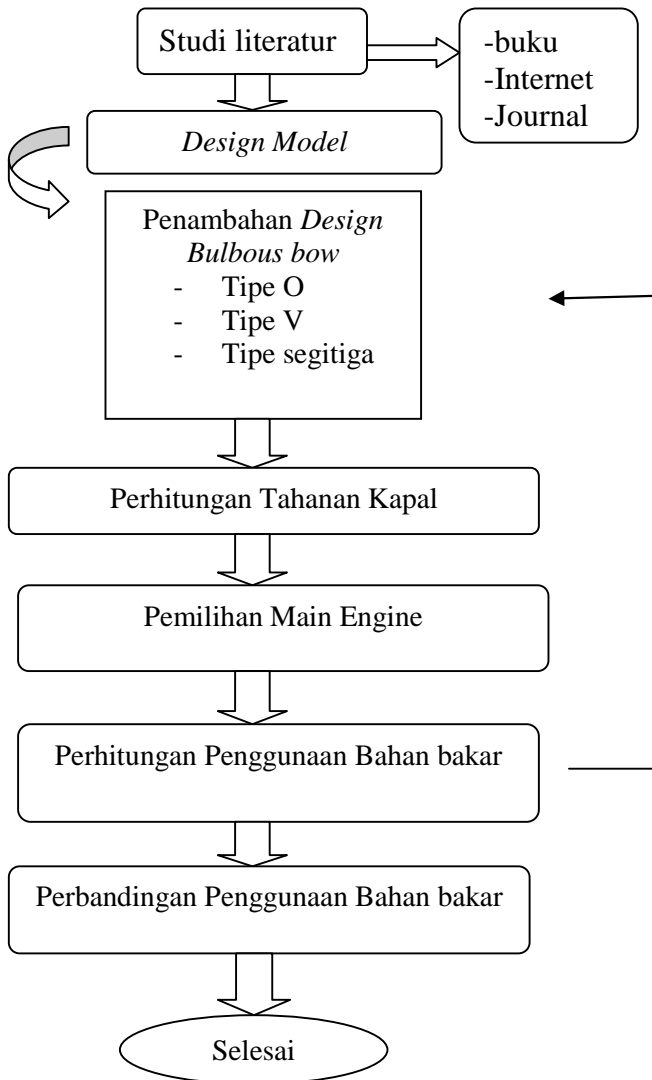 Studi literatur
-buku
-Internet
-Journal
Design Model
Penambahan Design
Bulbous bow
- Tipe O
- Tipe V
- Tipe segitiga
Perhitungan Tahanan Kapal
Pemilihan Main Engine
Perhitungan Penggunaan Bahan bakar
Perbandingan Penggunaan Bahan bakar
Selesai